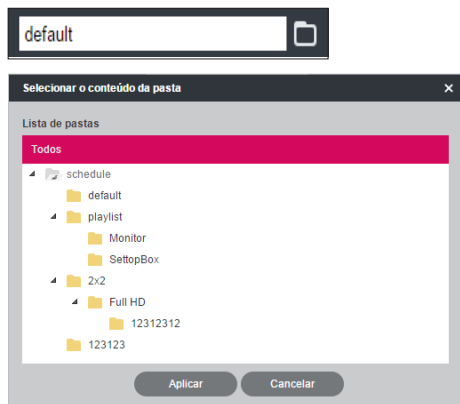 default
Selecionar o conteúdo da pasta
Lista de pastas
Todos
schedule
default
playlist
Monitor
SettopBox
2x2
Full HD
12312312
123123
Aplicar
Cancelar